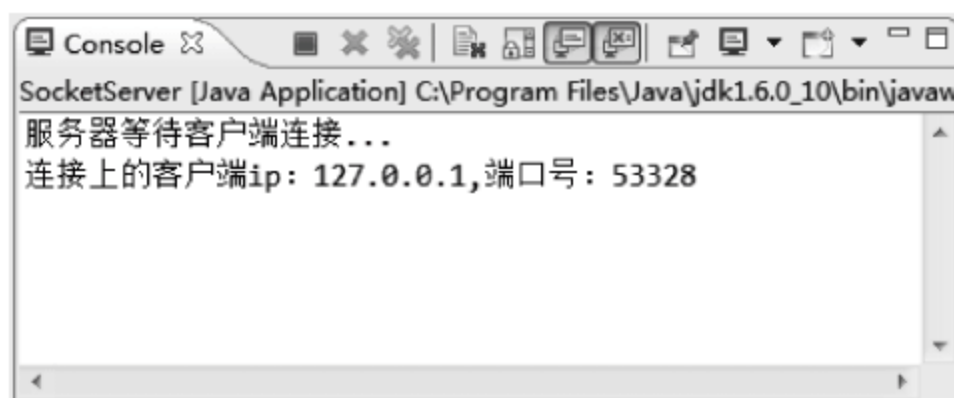 Console
SocketServer [Java Application] C:\Program Files\Java\jdk1.6.0_10\bin\javaw
服务器等待客户端连接...
连接上的客户端ip：127.0.0.1,端口号：53328